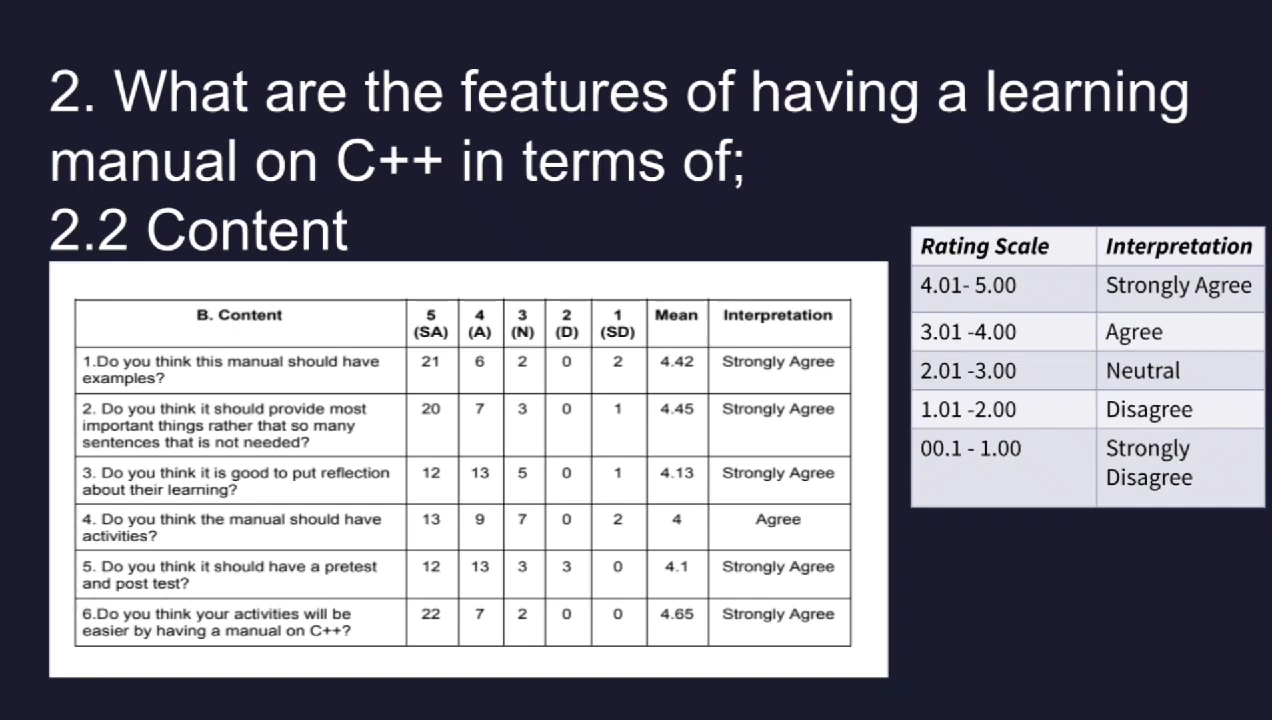 2. What are the features of having a learning
manual on C++ in terms of;
2.2 Content
B. Content 5 (SA) 4 (A) 3 (N) 2 (D) 1 (SD) Mean Interpretation
1.Do you think this manual should have examples? 21 6 2 0 2 4.42 Strongly Agree
2. Do you think it should provide most important things rather that so many sentences that is not needed? 20 7 3 0 1 4.45 Strongly Agree
3. Do you think it is good to put reflection about their learning? 12 13 5 0 1 4.13 Strongly Agree
4. Do you think the manual should have activities? 13 9 7 0 2 4 Agree
5. Do you think it should have a pretest and post test? 12 13 3 3 0 4.1 Strongly Agree
6.Do you think your activities will be easier by having a manual on C++? 22 7 2 0 0 4.65 Strongly Agree
Rating Scale Interpretation
4.01- 5.00 Strongly Agree
3.01 -4.00 Agree
2.01 -3.00 Neutral
1.01 -2.00 Disagree
00.1 - 1.00 Strongly Disagree